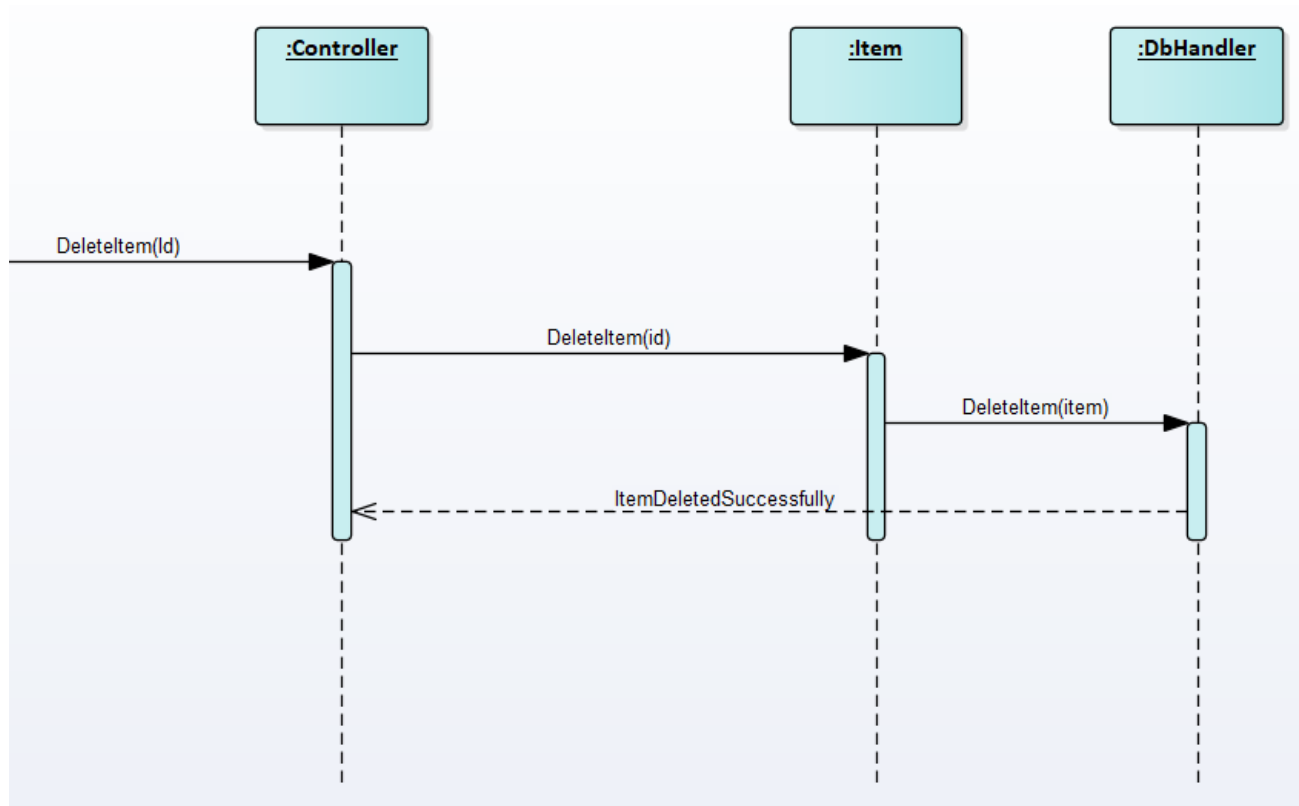 :Controller
:Item
:DbHandler
DeleteItem(Id)
DeleteItem(id)
DeleteItem(item)
ItemDeletedSuccessfully